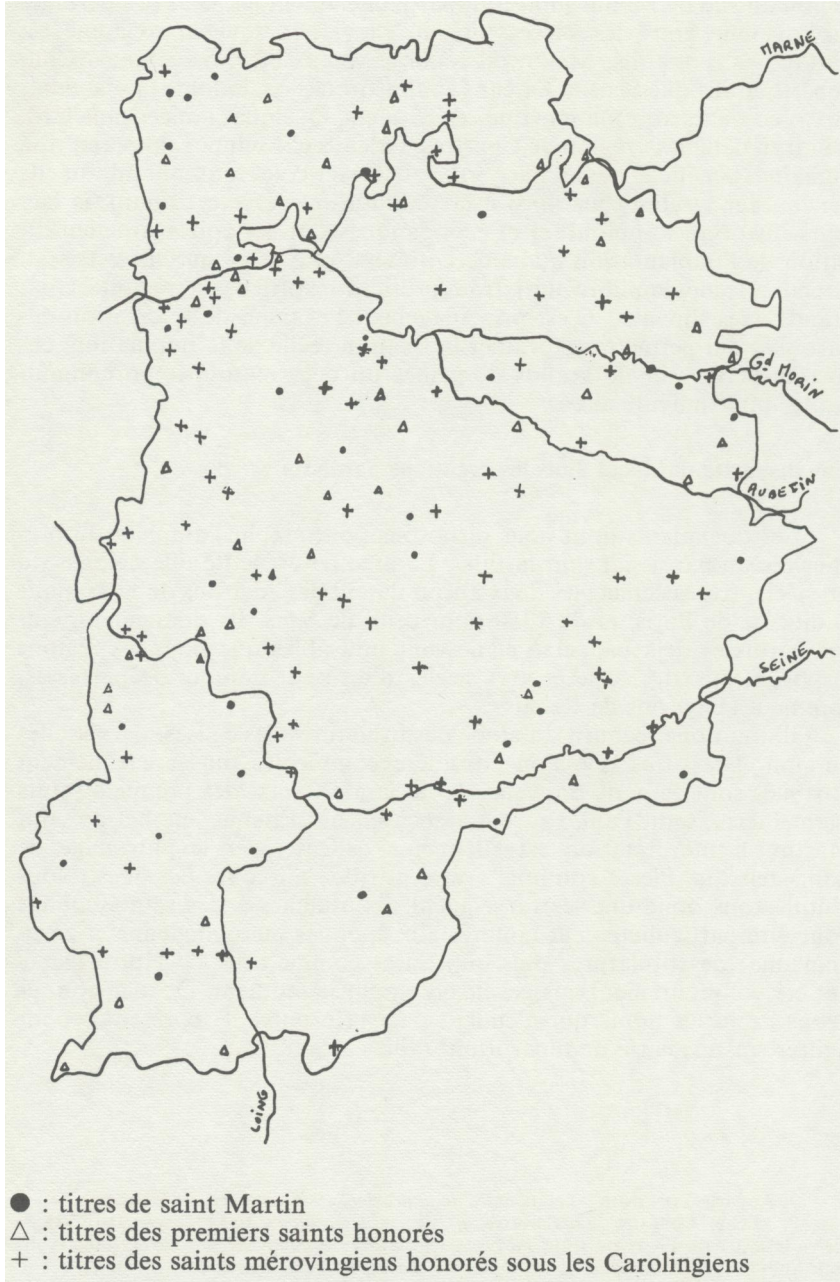 MARNE
Gd MORIN
AUBETIN
SEINE
LOING
● : titres de saint Martin
△ : titres des premiers saints honorés
+ : titres des saints mérovingiens honorés sous les Carolingiens